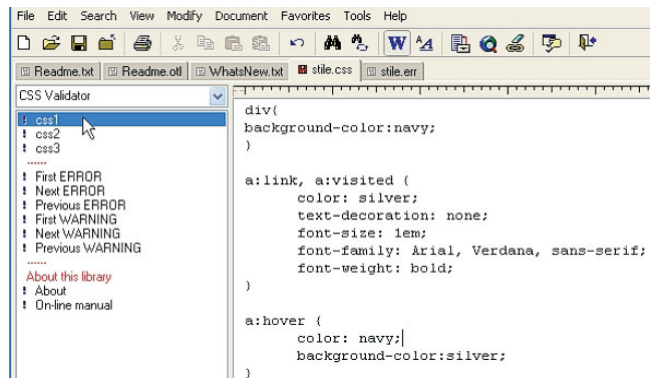 File Edit Search View Modify Document Favorites Tools Help
W A
Readme.txt Readme.otl WhatsNew.txt stile.css stile.err
CSS Validator
! css1
! css2
! css3
------
! First ERROR
! Next ERROR
! Previous ERROR
! First WARNING
! Next WARNING
! Previous WARNING
------
About this library
! About
! On-line manual
div{
background-color:navy;
}
a:link, a:visited {
color: silver;
text-decoration: none;
font-size: 1em;
font-family: Arial, Verdana, sans-serif;
font-weight: bold;
}
a:hover {
color: navy;
background-color:silver;
}